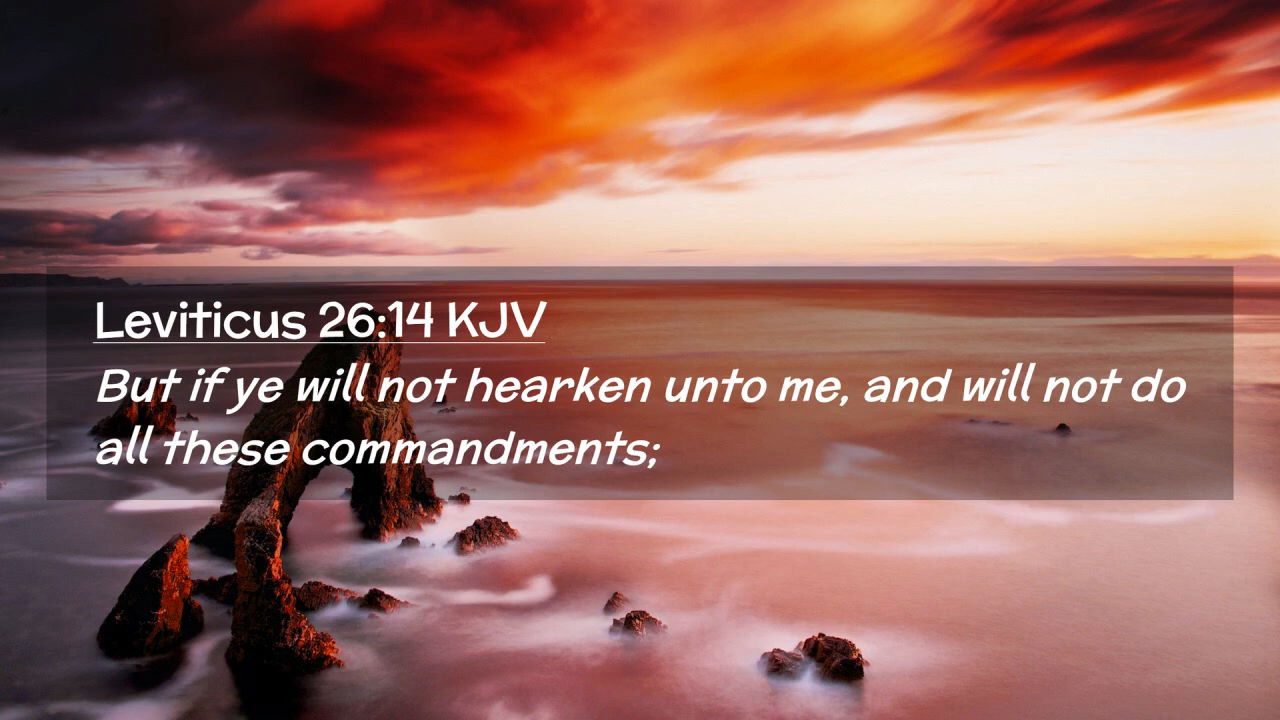 Leviticus 26:14 KJV
But if ye will not hearken unto me, and will not do
all these commandments;